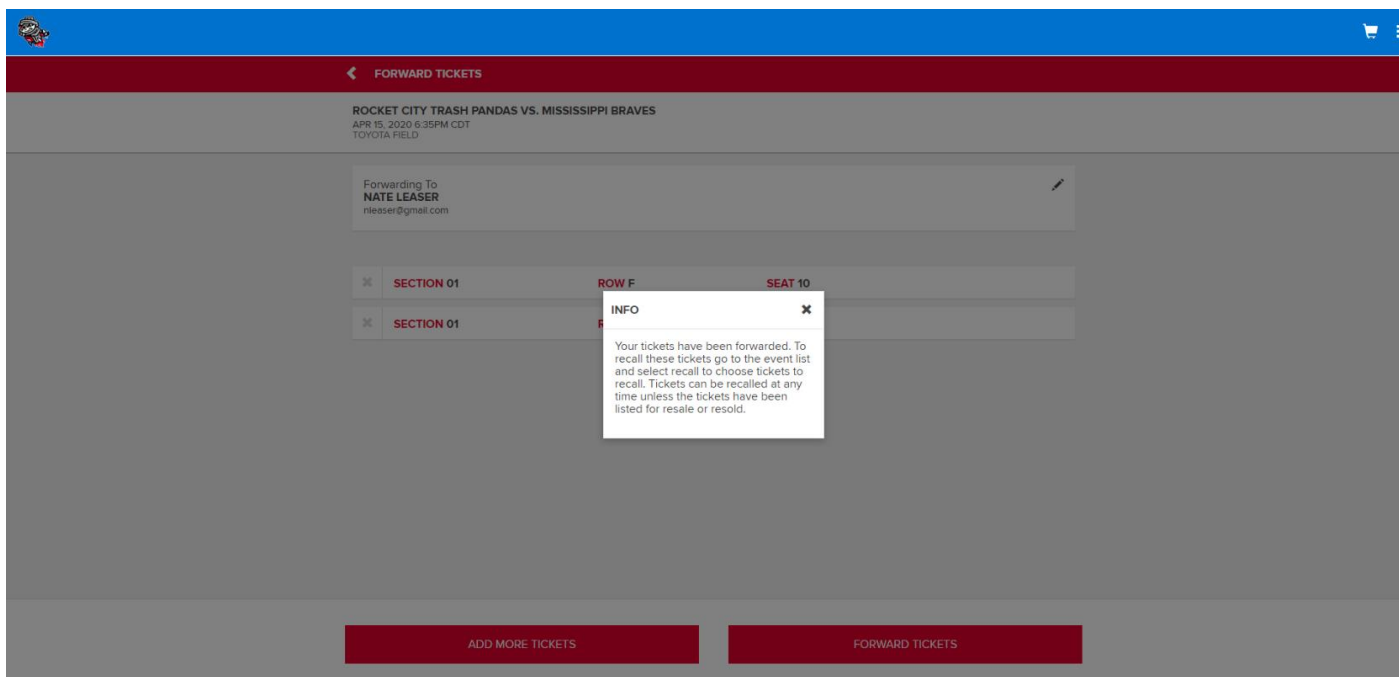 FORWARD TICKETS
ROCKET CITY TRASH PANDAS VS. MISSISSIPPI BRAVES
APR 15, 2020 6:35PM CDT
TOYOTA FIELD
Forwarding To
NATE LEASER
nleaser@gmail.com
SECTION 01 ROW F SEAT 10
SECTION 01
INFO
Your tickets have been forwarded. To
recall these tickets go to the event list
and select recall to choose tickets to
recall. Tickets can be recalled at any
time unless the tickets have been
listed for resale or resold.
ADD MORE TICKETS FORWARD TICKETS